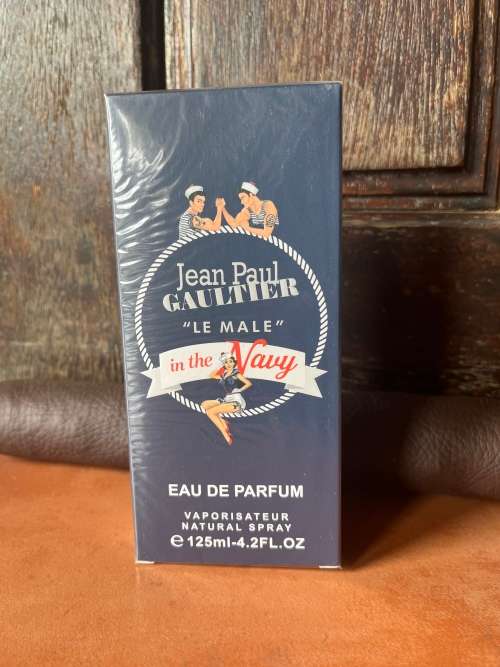 Jean Paul
GAULTIER
"LE MALE"
in the Navy
EAU DE PARFUM
VAPORISATEUR
NATURAL SPRAY
e 125ml-4.2FL.OZ